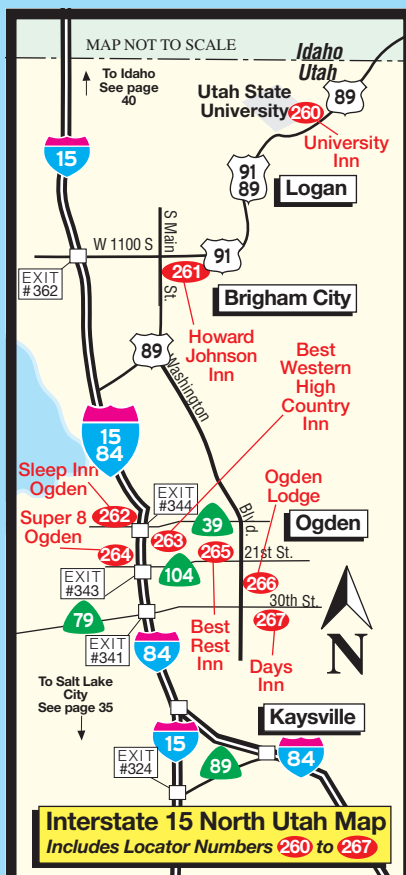 MAP NOT TO SCALE
Idaho
Utah
To Idaho
See page
40
Utah State
University
260
89
University
Inn
15
91
89
Logan
S Main
St.
W 1100 S
91
EXIT
#362
261
Brigham City
Howard
Johnson
Inn
89
Washington
Blvd.
Best
Western
High
Country
Inn
15
84
Sleep Inn
Ogden
262
EXIT
#344
39
Ogden
Lodge
Ogden
Super 8
Ogden
264
263
265
21st St.
EXIT
#343
104
266
30th St.
79
EXIT
#341
Best
Rest
Inn
267
Days
Inn
N
84
To Salt Lake
City
See page 35
Kaysville
15
EXIT
#324
89
84
Interstate 15 North Utah Map
Includes Locator Numbers 260 to 267